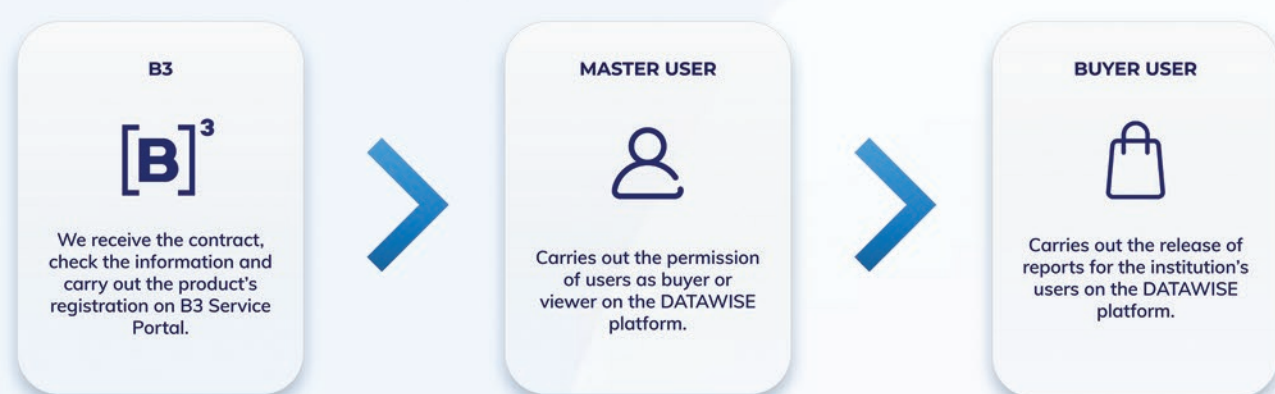 B3
[B]³
We receive the contract,
check the information and
carry out the product's
registration on B3 Service
Portal.
MASTER USER
Carries out the permission
of users as buyer or
viewer on the DATAWISE
platform.
BUYER USER
Carries out the release of
reports for the institution's
users on the DATAWISE
platform.